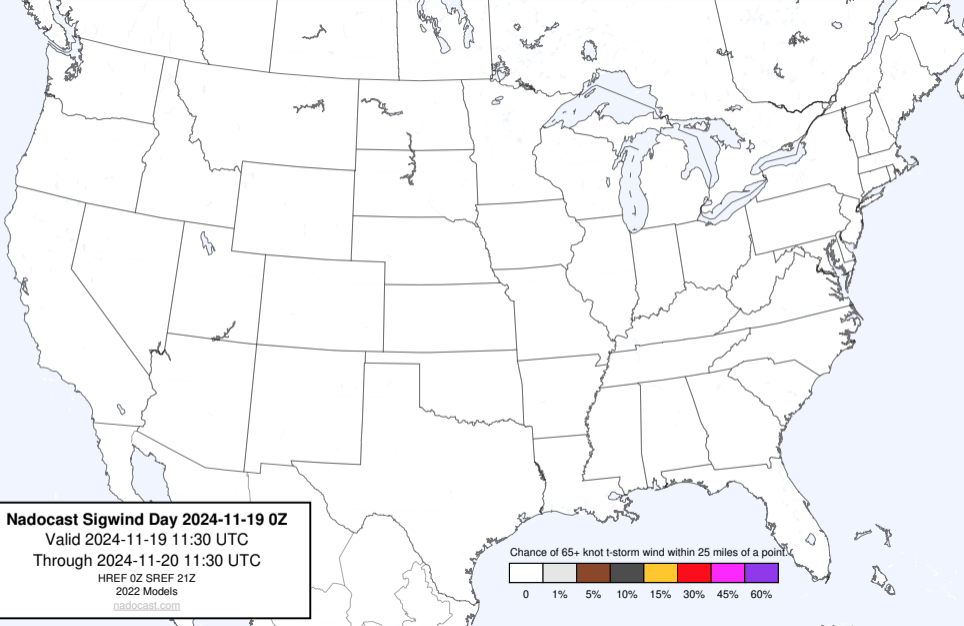 Nadocast Sigwind Day 2024-11-19 0Z
Valid 2024-11-19 11:30 UTC
Through 2024-11-20 11:30 UTC
HREF 0Z SREF 21Z
2022 Models
nadocast.com
Chance of 65+ knot t-storm wind within 25 miles of a point.
0 1% 5% 10% 15% 30% 45% 60%